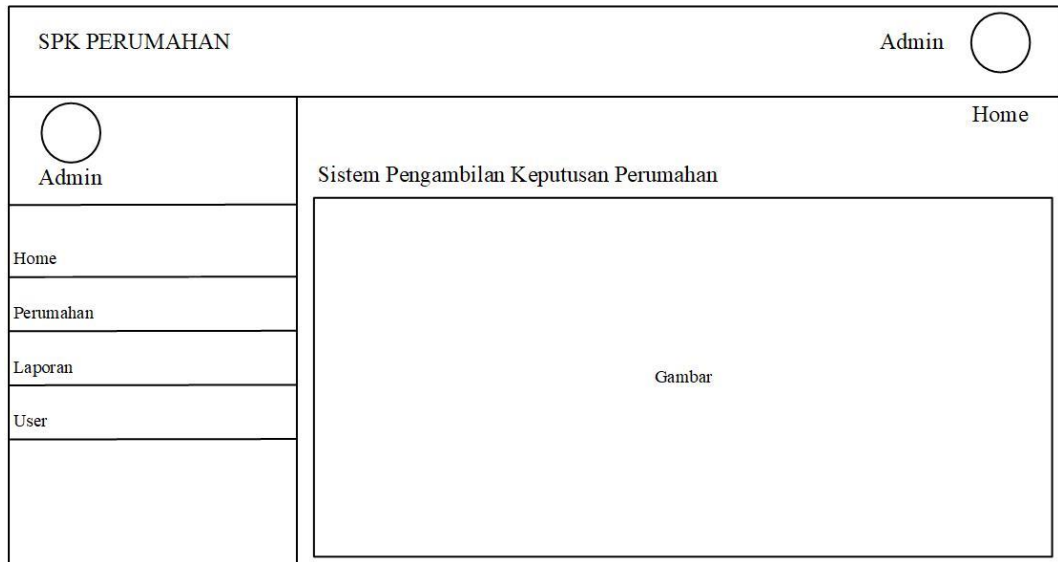 SPK PERUMAHAN
Admin
Admin
Home
Sistem Pengambilan Keputusan Perumahan
Home
Perumahan
Laporan
User
Gambar